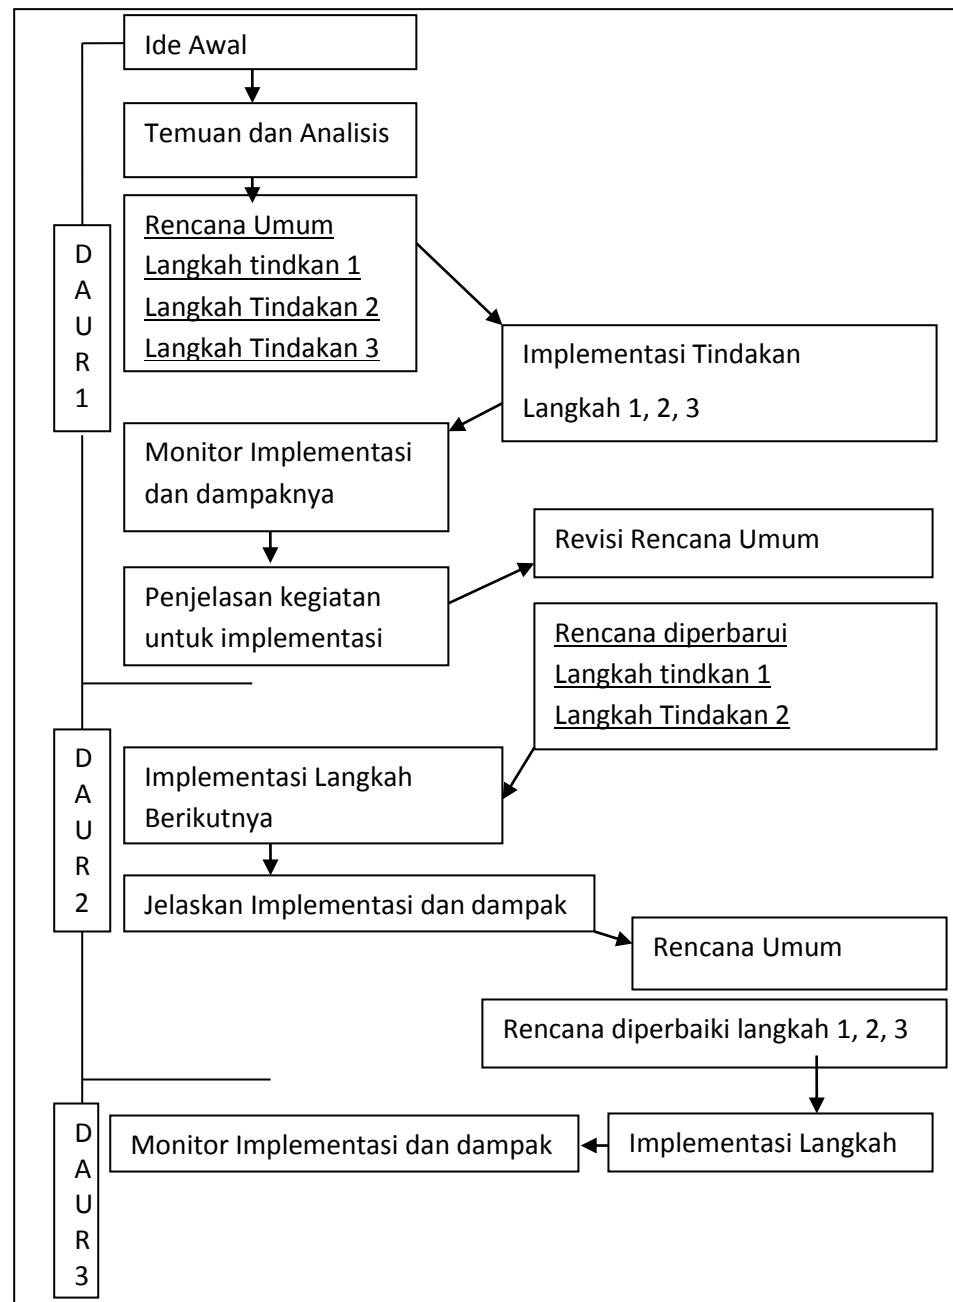 Ide Awal
Temuan dan Analisis
Rencana Umum
Langkah tindkan 1
Langkah Tindakan 2
Langkah Tindakan 3
D
A
U
R
1
Implementasi Tindakan
Langkah 1, 2, 3
Monitor Implementasi
dan dampaknya
Revisi Rencana Umum
Penjelasan kegiatan
untuk implementasi
Rencana diperbarui
Langkah tindkan 1
Langkah Tindakan 2
D
A
U
R
2
Implementasi Langkah
Berikutnya
Jelaskan Implementasi dan dampak
Rencana Umum
Rencana diperbaiki langkah 1, 2, 3
D
A
U
R
3
Monitor Implementasi dan dampak
Implementasi Langkah